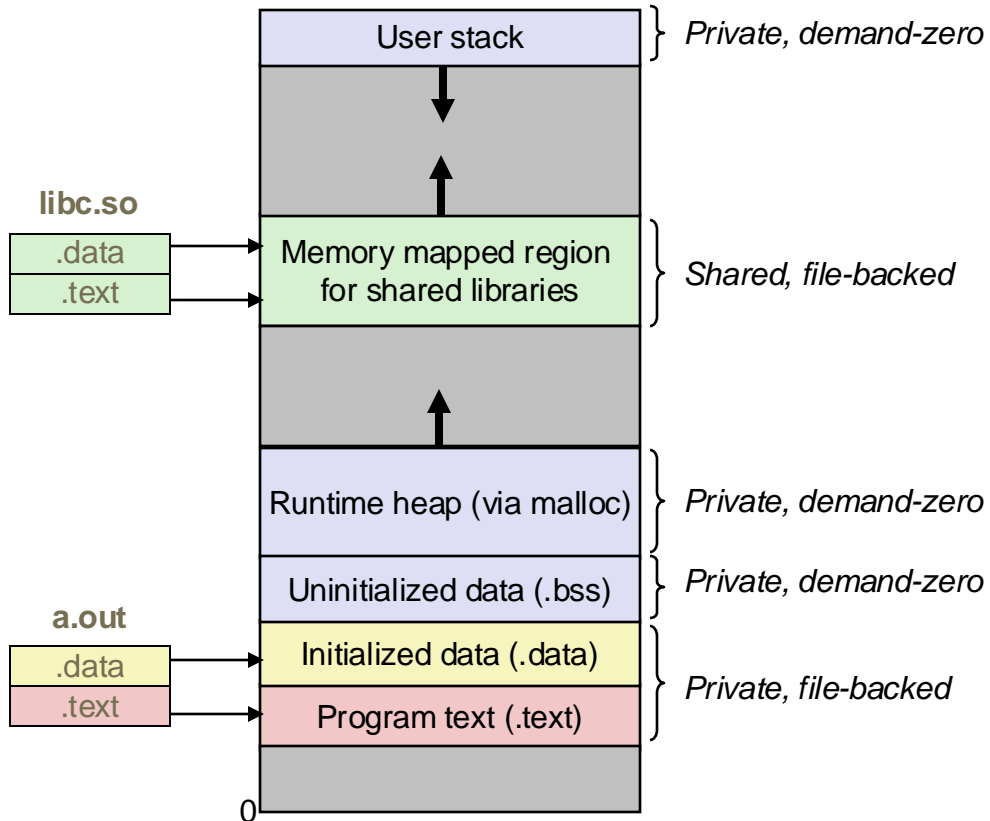 User stack
Private, demand-zero
libc.so
.data
.text
Memory mapped region
for shared libraries
Shared, file-backed
Runtime heap (via malloc)
Private, demand-zero
Uninitialized data (.bss)
Private, demand-zero
a.out
.data
.text
Initialized data (.data)
Program text (.text)
Private, file-backed
0